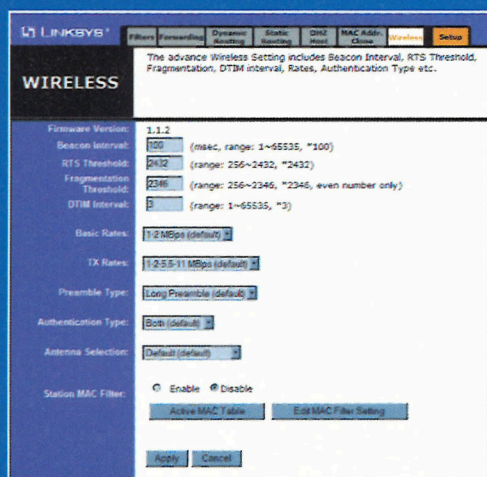 LINKSYS®
Filters Forwarding Dynamic Routing Static Routing DMZ Host MAC Addr. Clone Wireless Setup
WIRELESS
The advance Wireless Setting includes Beacon Interval, RTS Threshold,
Fragmentation, DTIM interval, Rates, Authentication Type etc.
Firmware Version: 1.1.2
Beacon Interval: 100 (msec, range: 1~65535, *100)
RTS Threshold: 2432 (range: 256~2432, *2432)
Fragmentation Threshold: 2346 (range: 256~2346, *2346, even number only)
DTIM Interval: 3 (range: 1~65535, *3)
Basic Rates: 1-2 MBps (default)
TX Rates: 1-2-5.5-11 MBps (default)
Preamble Type: Long Preamble (default)
Authentication Type: Both (default)
Antenna Selection: Default (default)
Station MAC Filter: Enable Disable
Active MAC Table Edit MAC Filter Setting
Apply Cancel